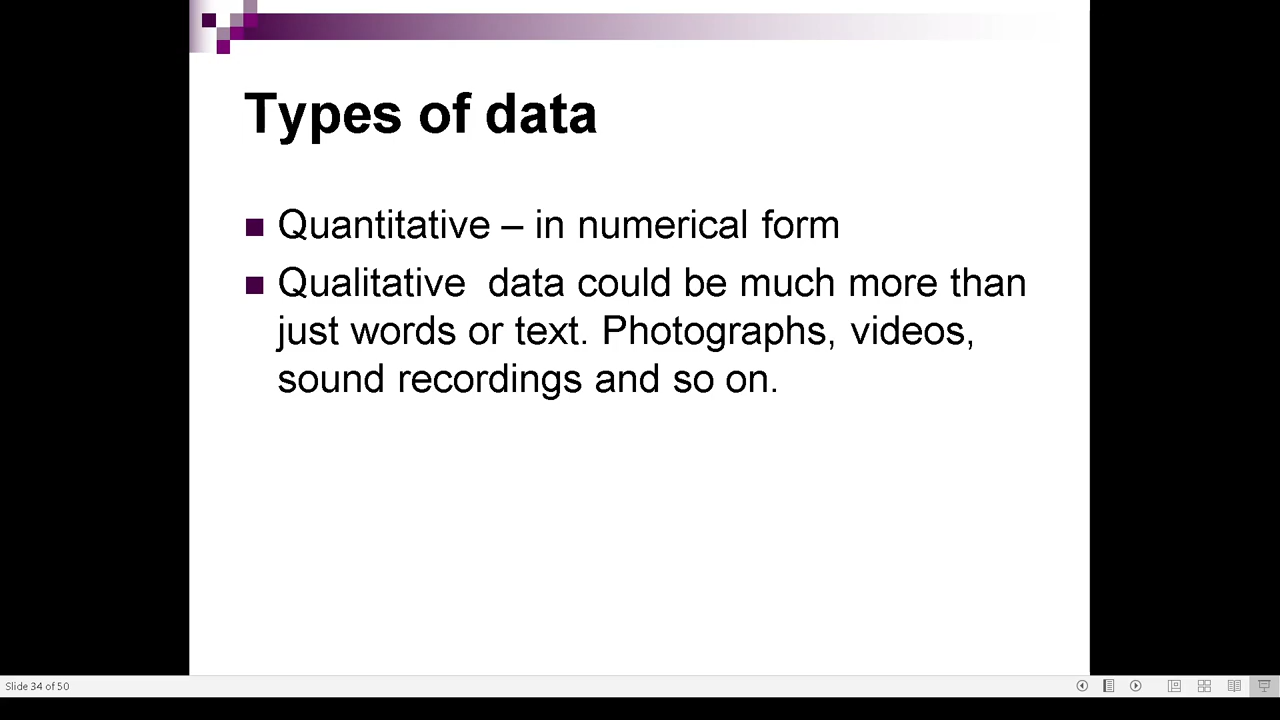 Types of data
Quantitative – in numerical form
Qualitative  data could be much more than
just words or text. Photographs, videos,
sound recordings and so on.
Slide 34 of 50